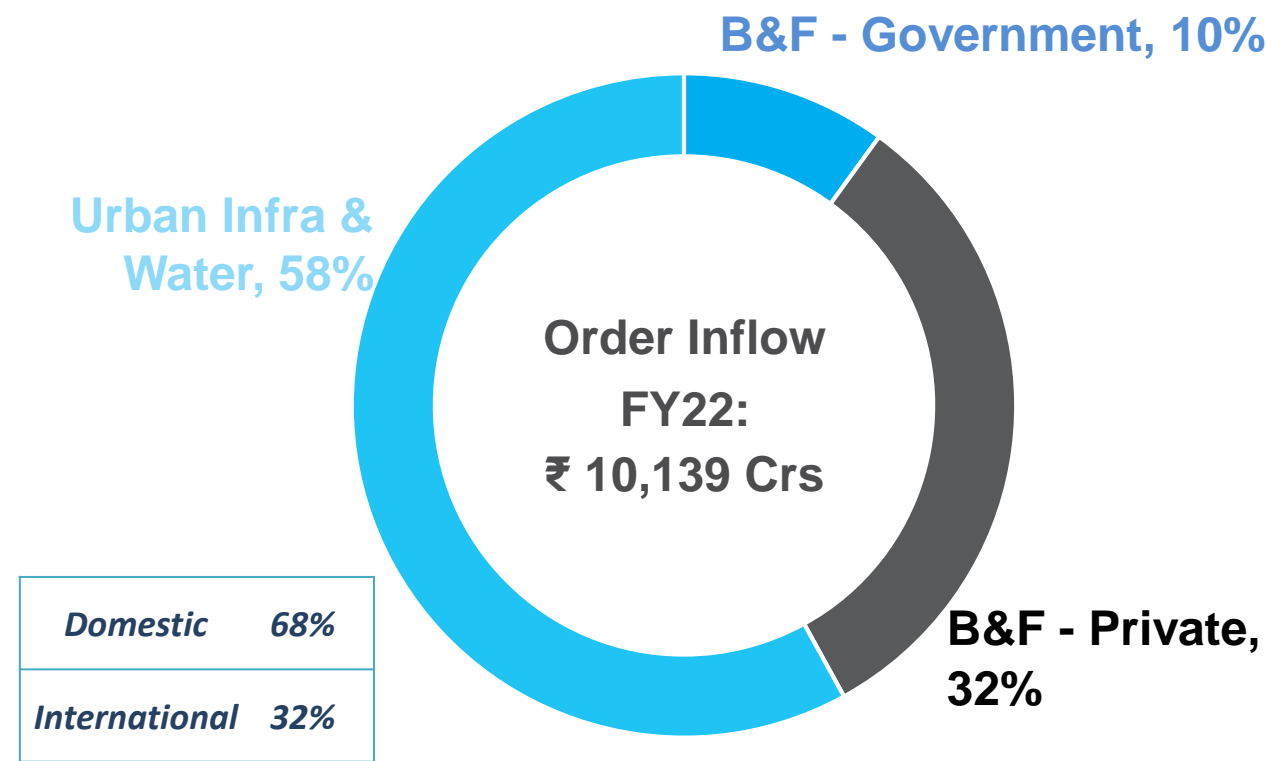 B&F - Government, 10%
Urban Infra &
Water, 58%
Order Inflow
FY22:
₹ 10,139 Crs
B&F - Private,
32%
Domestic 68%
International 32%